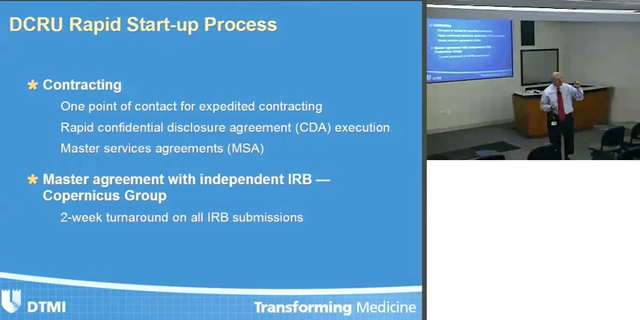 DCRU Rapid Start-up Process
Contracting
One point of contact for expedited contracting
Rapid confidential disclosure agreement (CDA) execution
Master services agreements (MSA)
Master agreement with independent IRB —
Copernicus Group
2-week turnaround on all IRB submissions
DTMI
Transforming Medicine